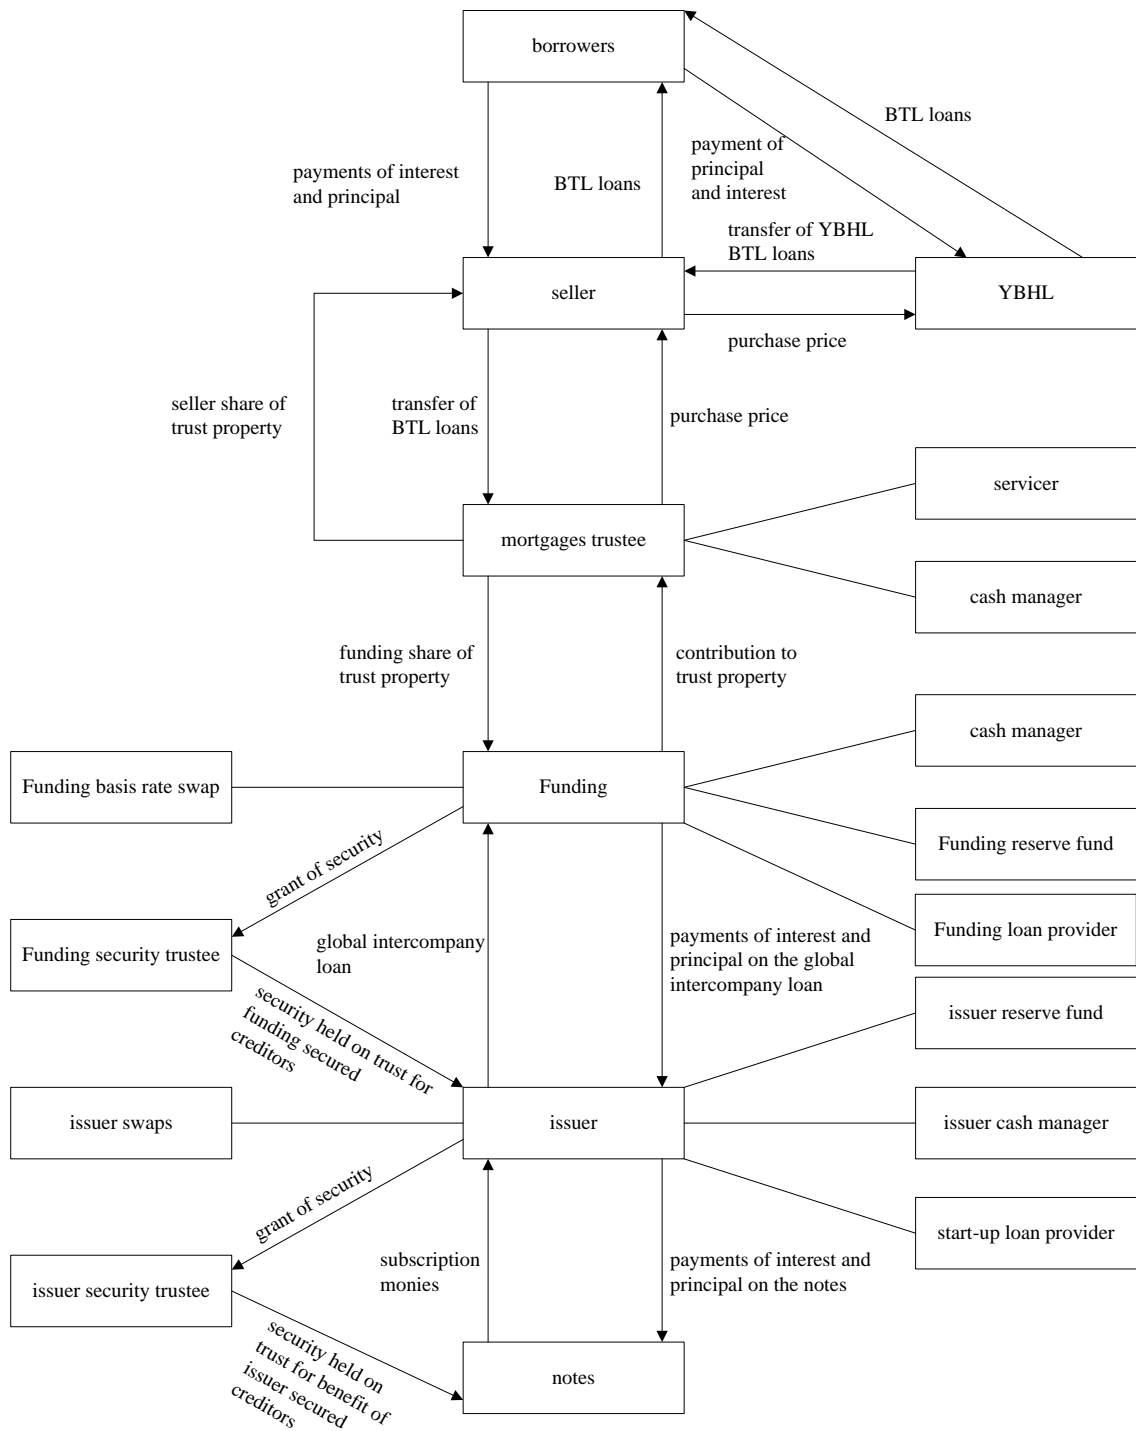 borrowers
BTL loans
payments of interest
and principal
BTL loans
payment of
principal
and interest
transfer of YBHL
BTL loans
seller
YBHL
purchase price
seller share of
trust property
transfer of
BTL loans
purchase price
servicer
mortgages trustee
cash manager
funding share of
trust property
contribution to
trust property
cash manager
Funding basis rate swap
Funding
Funding reserve fund
grant of security
Funding loan provider
Funding security trustee
global intercompany
loan
payments of interest and
principal on the global
intercompany loan
security held on trust for
funding secured
creditors
issuer reserve fund
issuer swaps
issuer
issuer cash manager
grant of security
start-up loan provider
subscription
monies
payments of interest and
principal on the notes
issuer security trustee
security held on
trust for benefit of
issuer secured
creditors
notes